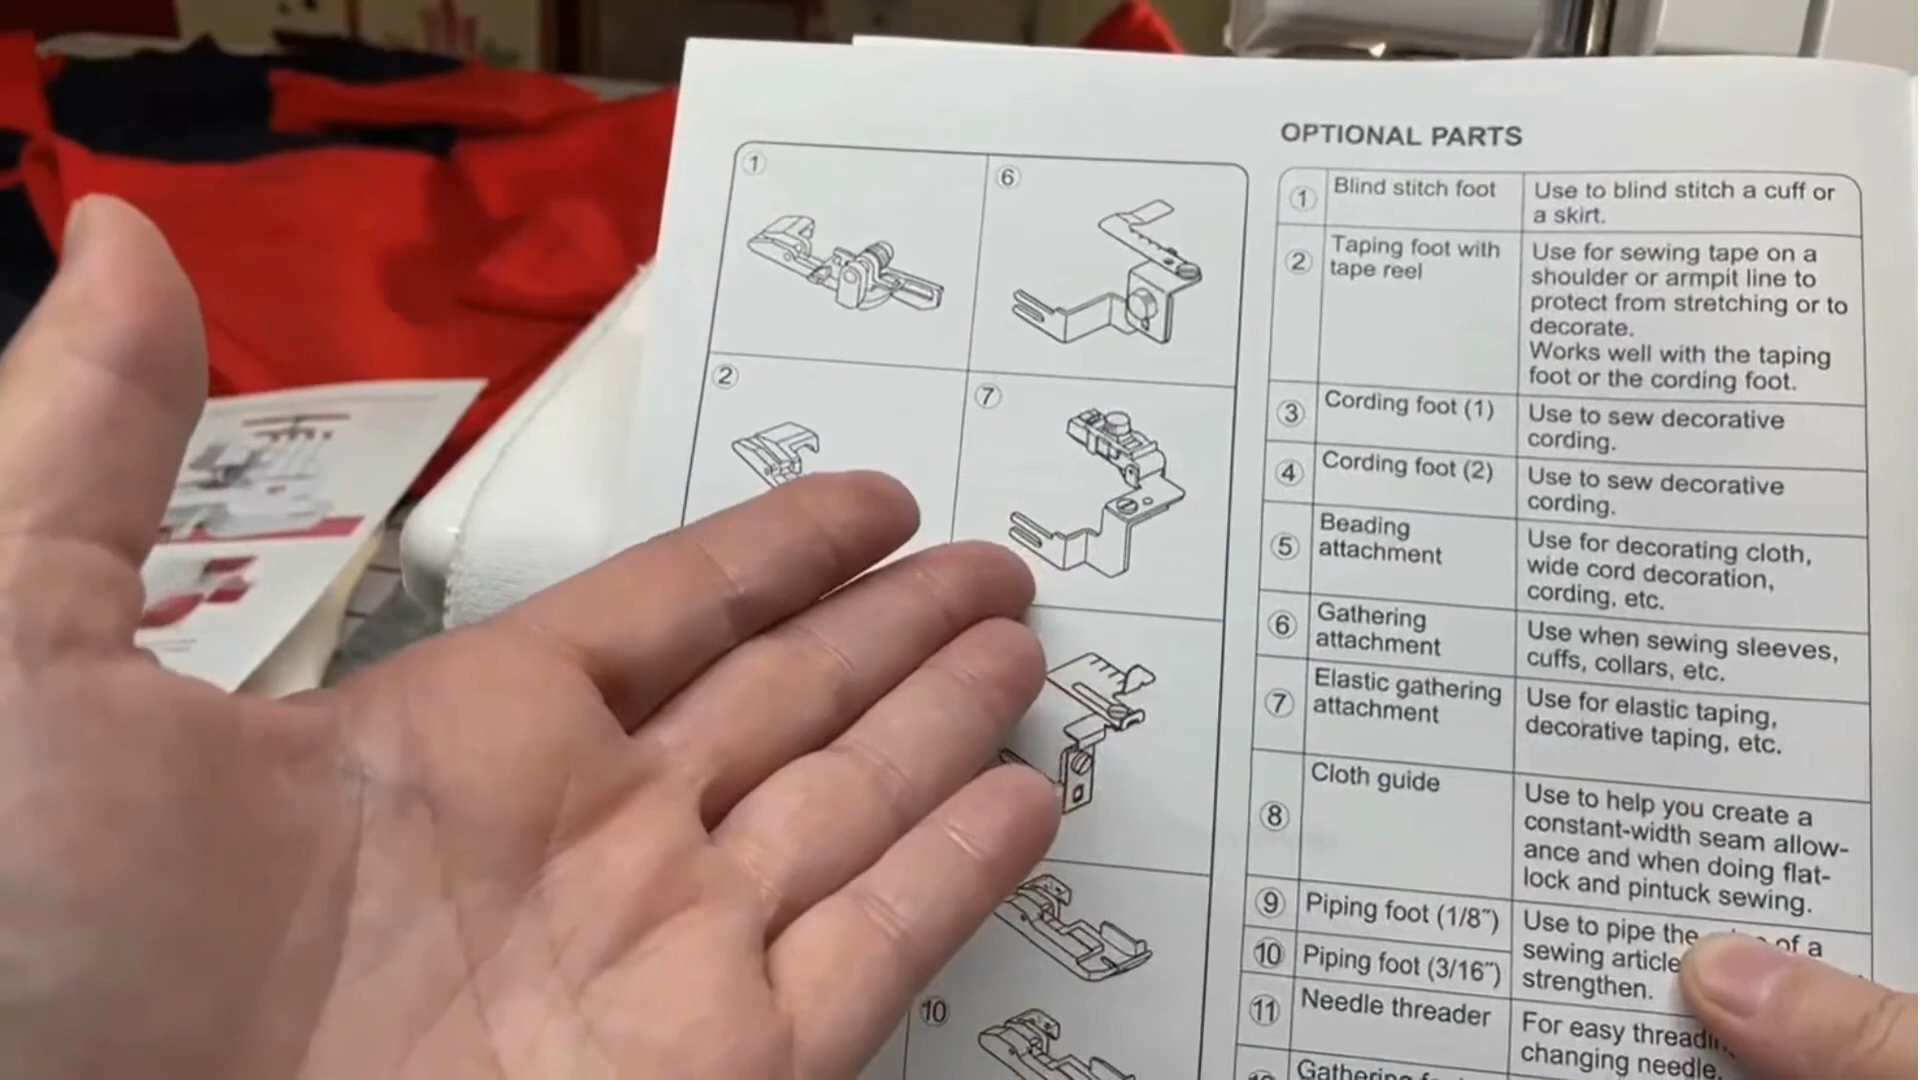 OPTIONAL PARTS
1
6
2
7
10
1 Blind stitch foot
Use to blind stitch a cuff or
a skirt.
2 Taping foot with
tape reel
Use for sewing tape on a
shoulder or armpit line to
protect from stretching or to
decorate.
Works well with the taping
foot or the cording foot.
3 Cording foot (1)
Use to sew decorative
cording.
4 Cording foot (2)
Use to sew decorative
cording.
5 Beading
attachment
Use for decorating cloth,
wide cord decoration,
cording, etc.
6 Gathering
attachment
Use when sewing sleeves,
cuffs, collars, etc.
7 Elastic gathering
attachment
Use for elastic taping,
decorative taping, etc.
8 Cloth guide
Use to help you create a
constant-width seam allow-
ance and when doing flat-
lock and pintuck sewing.
9 Piping foot (1/8″)
10 Piping foot (3/16″)
Use to pipe the of a
sewing article
strengthen.
11 Needle threader
For easy
changing needle.
Gathering